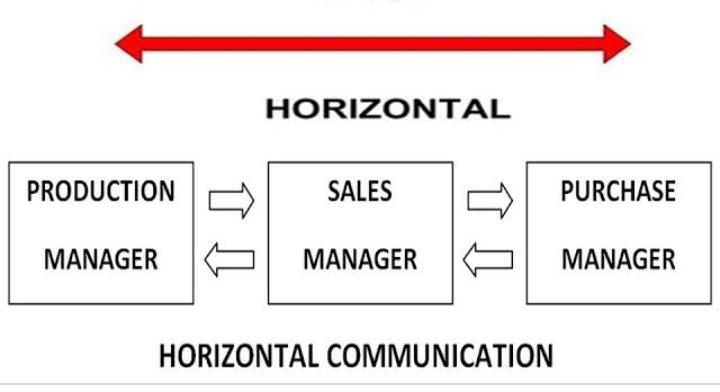 HORIZONTAL
PRODUCTION
MANAGER
SALES
MANAGER
PURCHASE
MANAGER
HORIZONTAL COMMUNICATION